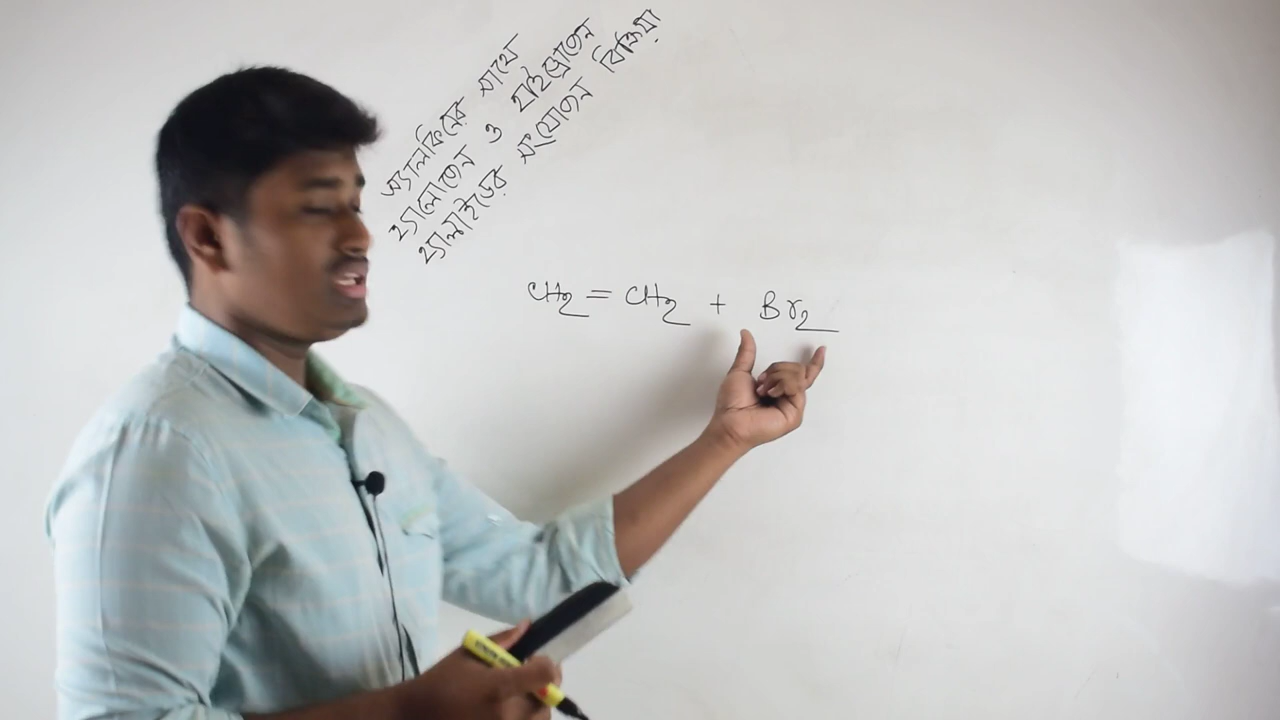 অ্যালকিনের সাথে
হ্যালোজেন ও হাইড্রোজেন
হ্যালাইডের সংযোজন বিক্রিয়া
CH₂ = CH₂ + Br₂